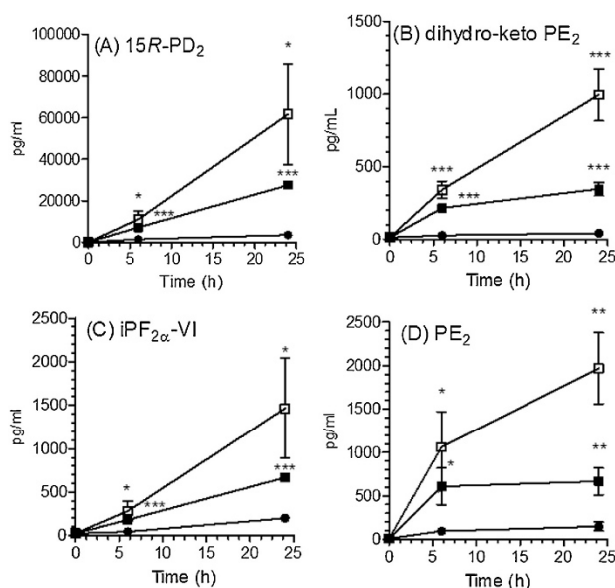 (A) 15R-PD2
*
*
***
***
pg/ml
100000
80000
60000
40000
20000
0
0 5 10 15 20 25
Time (h)
(B) dihydro-keto PE2
***
***
***
***
pg/mL
1500
1000
500
0
0 5 10 15 20 25
Time (h)
(C) iPF2α-VI
*
*
***
***
pg/ml
2500
2000
1500
1000
500
0
0 5 10 15 20 25
Time (h)
(D) PE2
**
*
**
*
pg/ml
2500
2000
1500
1000
500
0
0 5 10 15 20 25
Time (h)